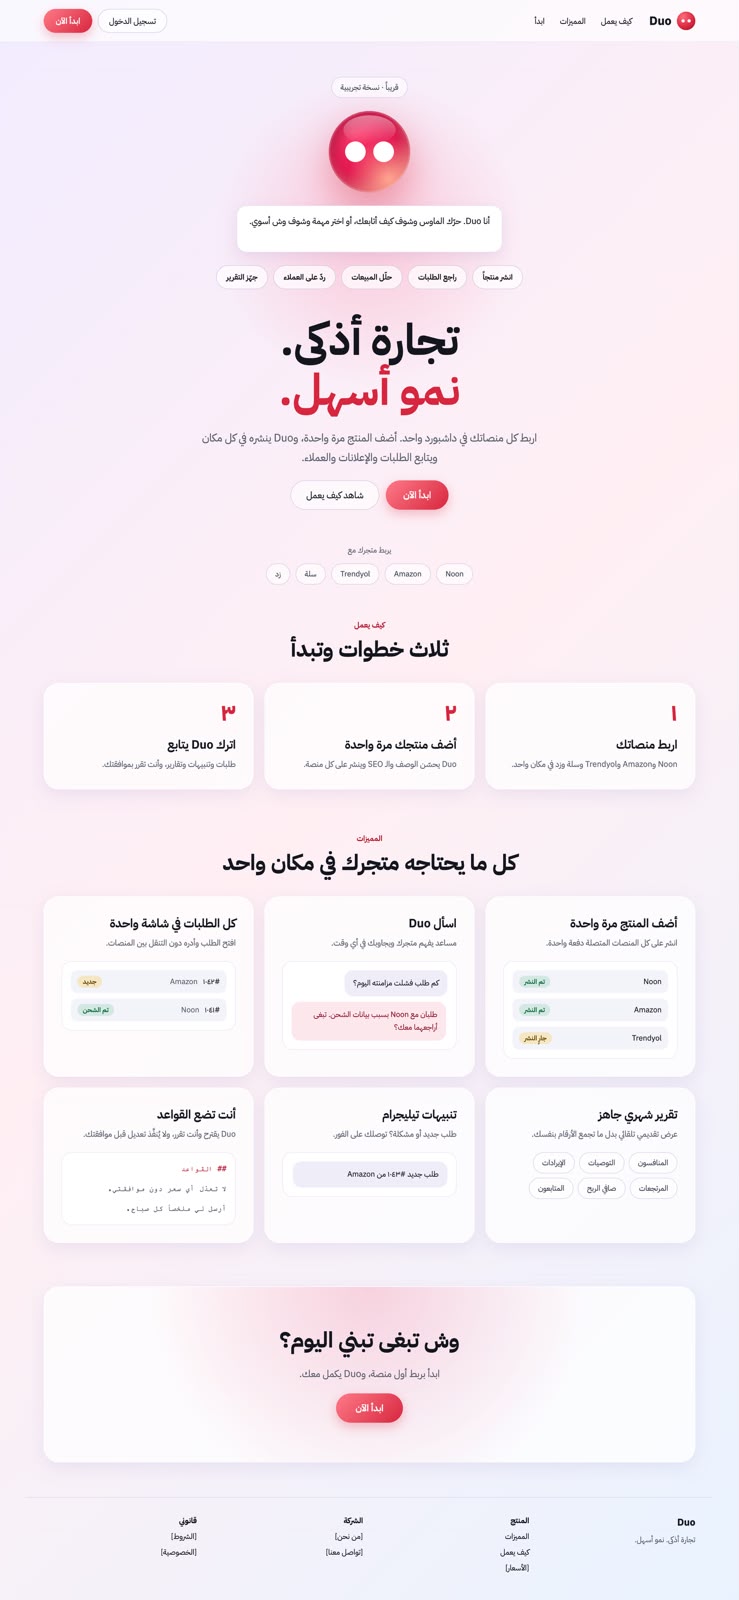 Duo
كيف يعمل
المميزات
ابدأ
تسجيل الدخول
ابدأ الآن
قريباً · نسخة تجريبية
أنا Duo. حرّك الماوس وشوف كيف أتابعك، أو اختر مهمة وشوف وش أسوي.
انشر منتجاً
راجع الطلبات
حلّل المبيعات
ردّ على العملاء
جهّز التقرير
تجارة أذكى.
نمو أسهل.
اربط كل منصاتك في داشبورد واحد. أضف المنتج مرة واحدة، وDuo ينشره في كل مكان
ويتابع الطلبات والإعلانات والعملاء.
ابدأ الآن
شاهد كيف يعمل
يربط متجرك مع
Noon
Amazon
Trendyol
سلة
زد
كيف يعمل
ثلاث خطوات وتبدأ
١
اربط منصاتك
Noon وAmazon وTrendyol وسلة وزد في مكان واحد.
٢
أضف منتجك مرة واحدة
Duo يحسّن الوصف والـ SEO وينشر على كل منصة.
٣
اترك Duo يتابع
طلبات وتنبيهات وتقارير، وأنت تقرر بموافقتك.
المميزات
كل ما يحتاجه متجرك في مكان واحد
أضف المنتج مرة واحدة
انشر على كل المنصات المتصلة دفعة واحدة.
Noon
تم النشر
Amazon
تم النشر
Trendyol
جارٍ النشر
اسأل Duo
مساعد يفهم متجرك ويجاوبك في أي وقت.
كم طلب فشلت مزامنته اليوم؟
طلبان مع Noon بسبب بيانات الشحن. تبغى
أراجعهما معك؟
كل الطلبات في شاشة واحدة
افتح الطلب وأدره دون التنقل بين المنصات.
#١٠٤٢ Amazon
جديد
#١٠٤١ Noon
تم الشحن
تقرير شهري جاهز
عرض تقديمي تلقائي بدل ما تجمع الأرقام بنفسك.
المنافسون
التوصيات
الإيرادات
المرتجعات
صافي الربح
المتابعون
تنبيهات تيليجرام
طلب جديد أو مشكلة؟ توصلك على الفور.
طلب جديد #١٠٤٣ من Amazon
أنت تضع القواعد
Duo يقترح وأنت تقرر، ولا يُنفَّذ تعديل قبل موافقتك.
## القواعد
لا تعدّل أي سعر دون موافقتي.
أرسل لي ملخصاً كل صباح.
وش تبغى تبني اليوم؟
ابدأ بربط أول منصة، وDuo يكمل معك.
ابدأ الآن
Duo
تجارة أذكى. نمو أسهل.
المنتج
المميزات
كيف يعمل
[الأسعار]
الشركة
[من نحن]
[تواصل معنا]
قانوني
[الشروط]
[الخصوصية]